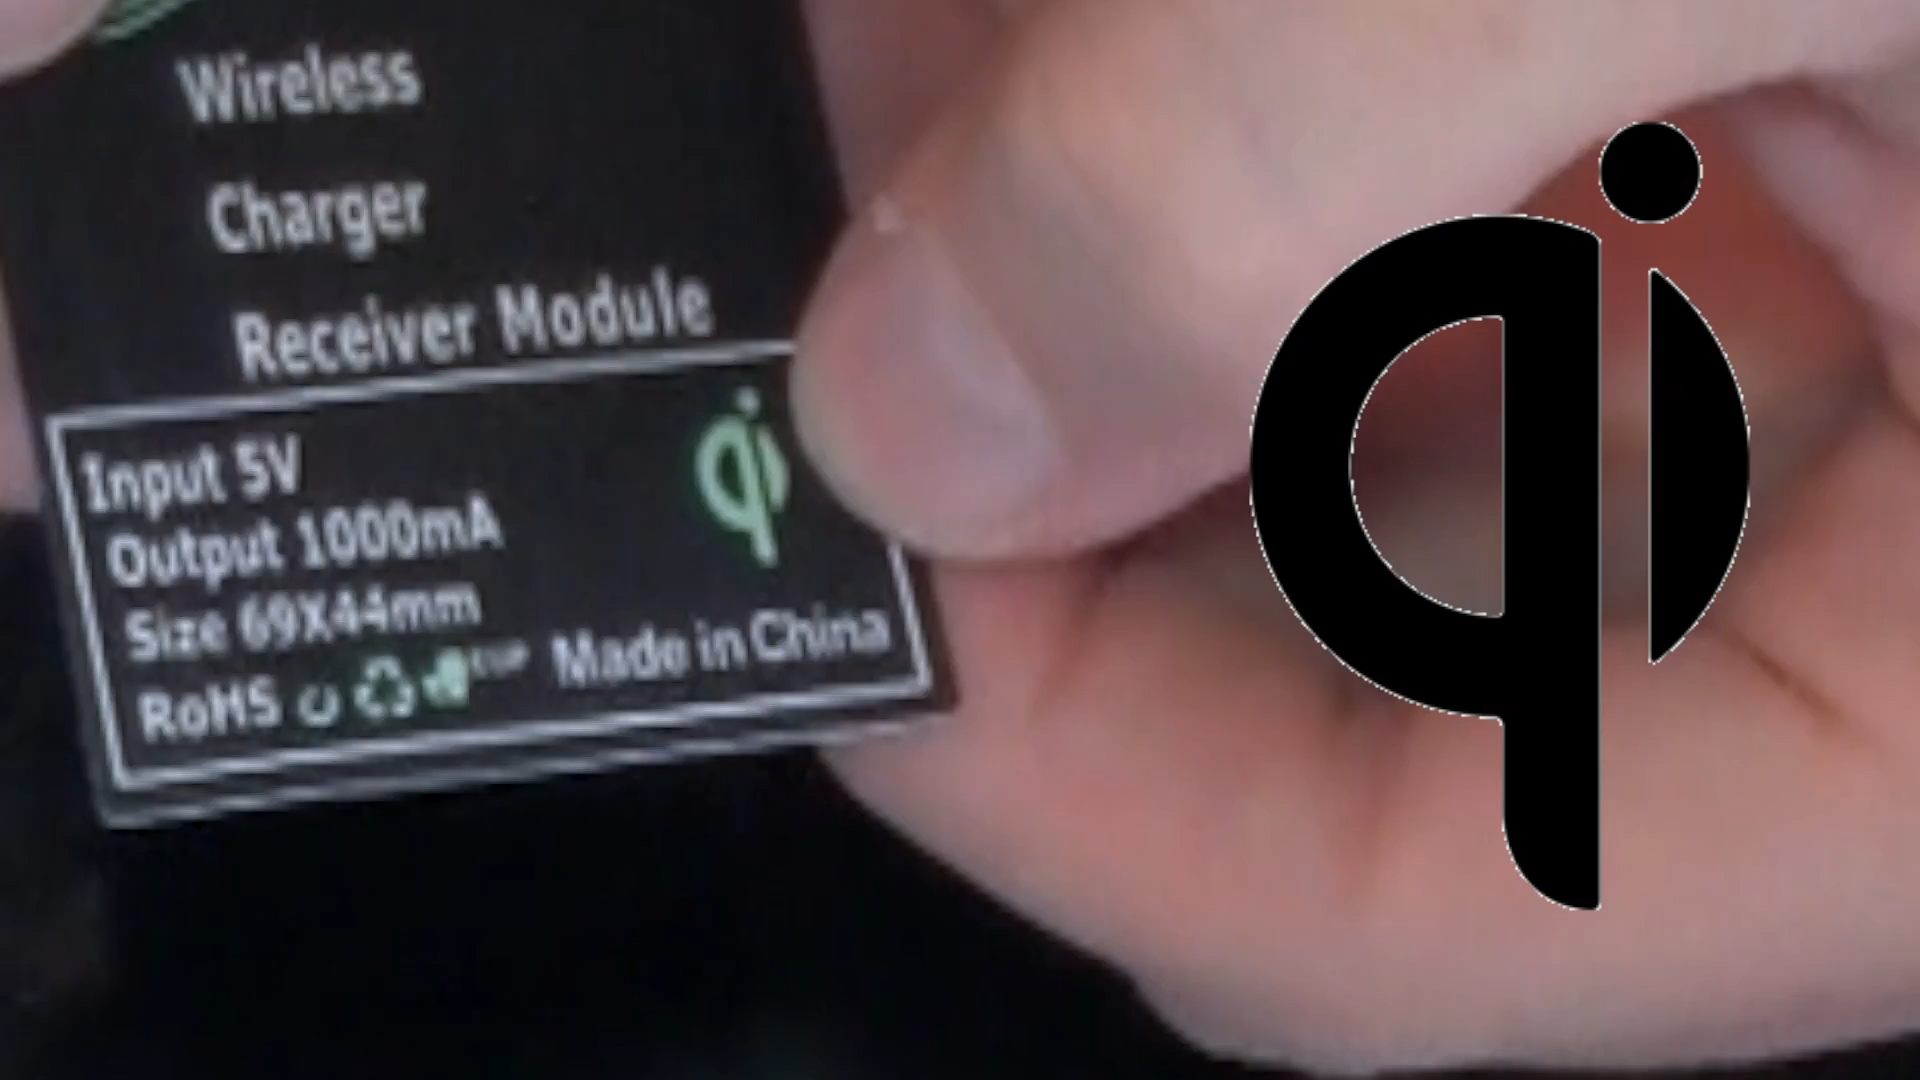 Wireless
Charger
Receiver Module
Input 5V
Output 1000mA
Size 69X44mm
RoHS Made in China
qi
qi